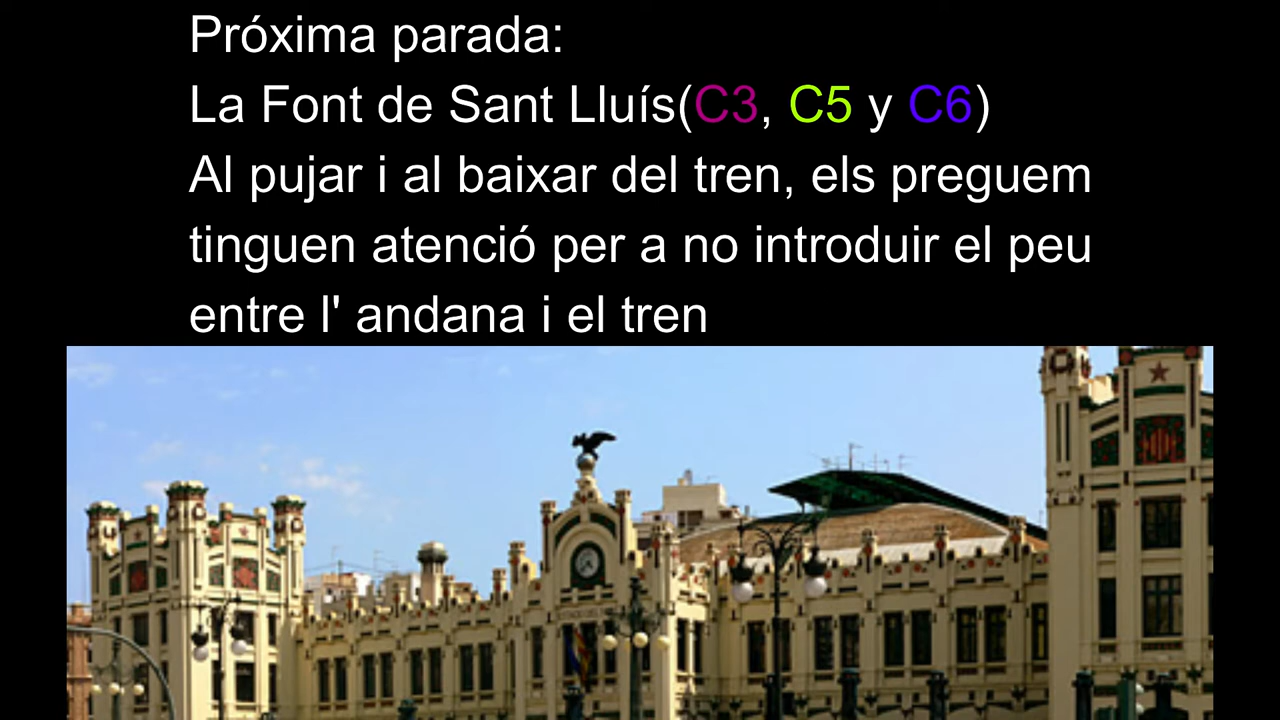 Próxima parada:
La Font de Sant Lluís(C3, C5 y C6)
Al pujar i al baixar del tren, els preguem
tinguen atenció per a no introduir el peu
entre l' andana i el tren